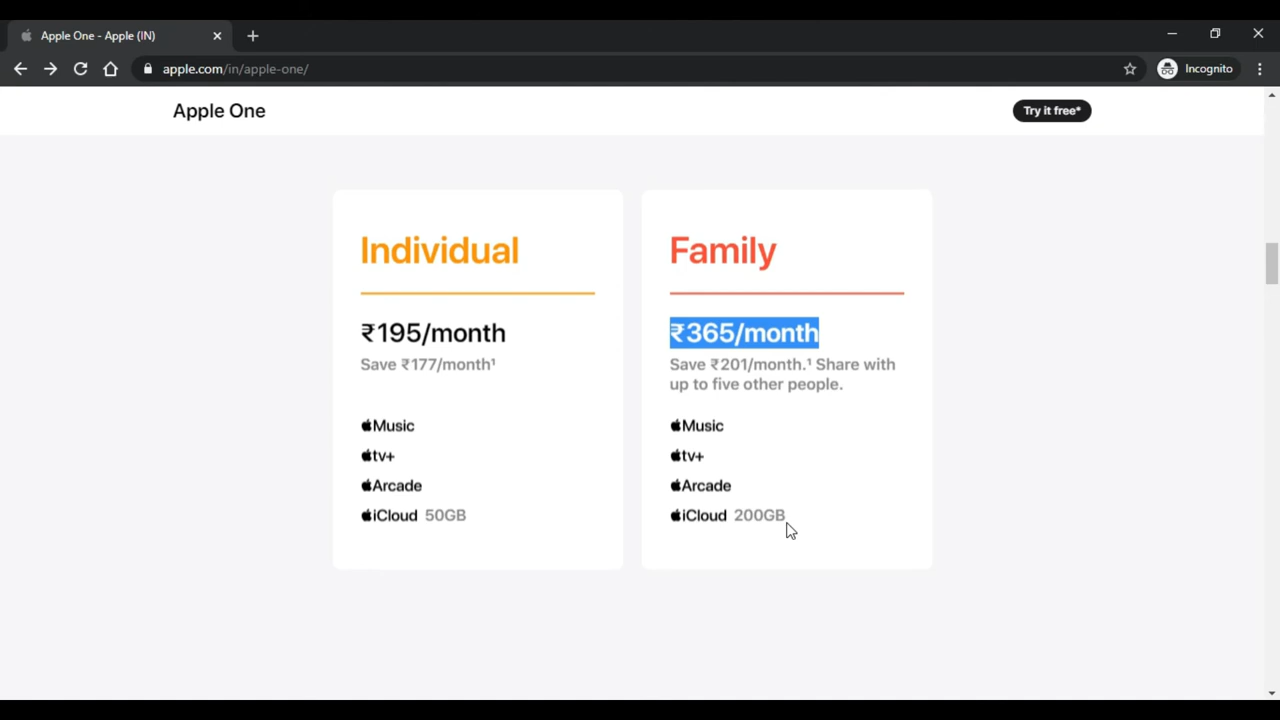 Apple One - Apple (IN)
apple.com/in/apple-one/
Incognito
Apple One
Try it free*
Individual
₹195/month
Save ₹177/month¹
Music
tv+
Arcade
iCloud 50GB
Family
₹365/month
Save ₹201/month.¹ Share with
up to five other people.
Music
tv+
Arcade
iCloud 200GB